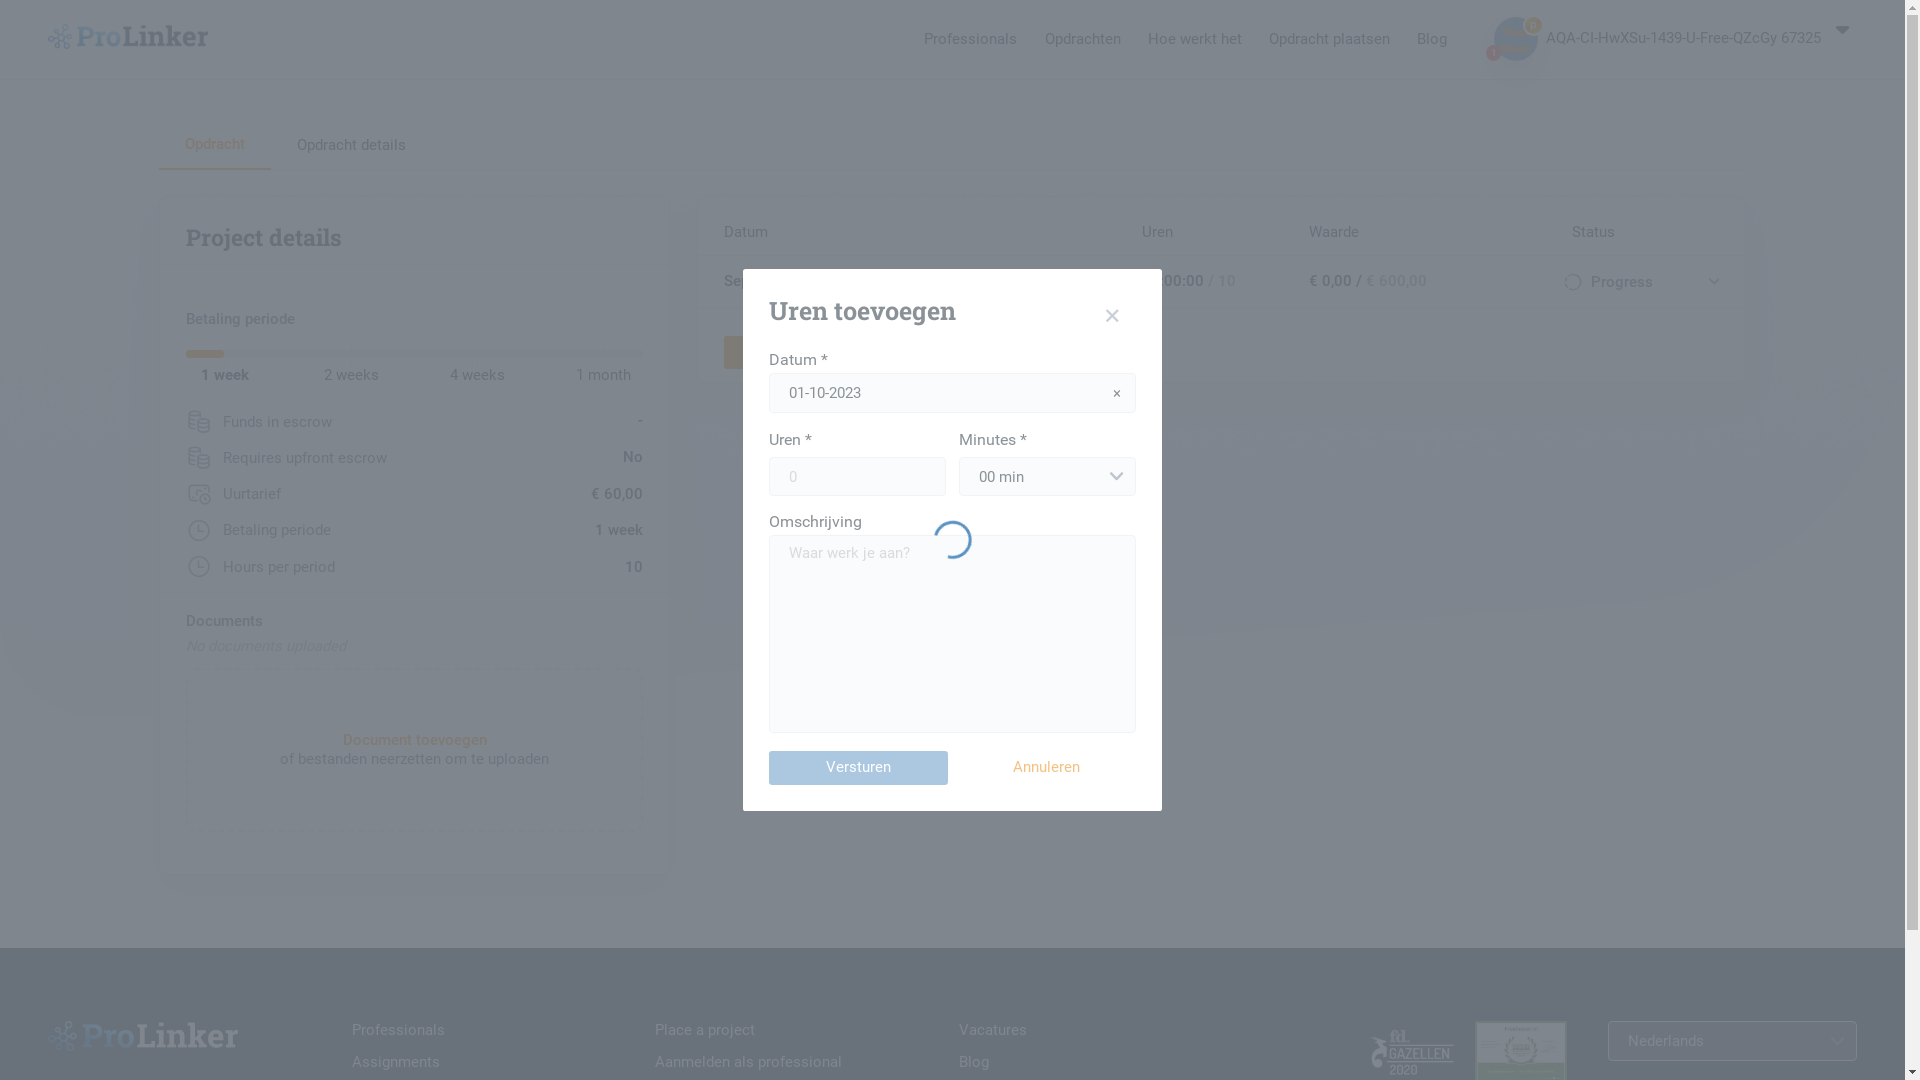 ProLinker
Professionals
Opdrachten
Hoe werkt het
Opdracht plaatsen
Blog
AQA-CI-HwXSu-1439-U-Free-QZcGy 67325
Opdracht
Opdracht details
Project details
Betaling periode
1 week
2 weeks
4 weeks
1 month
Funds in escrow
-
Requires upfront escrow
No
Uurtarief
€ 60,00
Betaling periode
1 week
Hours per period
10
Documents
No documents uploaded
Document toevoegen
of bestanden neerzetten om te uploaden
Datum
Uren
Waarde
Status
:00:00 / 10
€ 0,00 / € 600,00
Progress
Uren toevoegen
×
Datum *
01-10-2023
×
Uren *
Minutes *
0
00 min
Omschrijving
Waar werk je aan?
Versturen
Annuleren
ProLinker
Professionals
Place a project
Vacatures
Assignments
Aanmelden als professional
Blog
fd.
GAZELLEN
2020
Nederlands